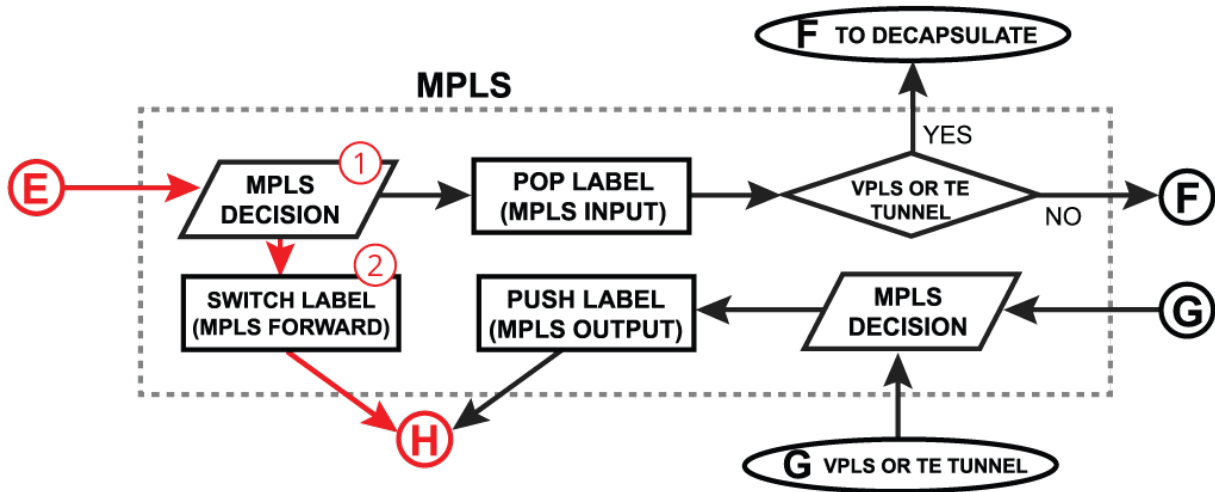 F TO DECAPSULATE
MPLS
YES
E
MPLS
DECISION
1
POP LABEL
(MPLS INPUT)
VPLS OR TE
TUNNEL
NO
F
SWITCH LABEL
(MPLS FORWARD)
2
PUSH LABEL
(MPLS OUTPUT)
MPLS
DECISION
G
H
G VPLS OR TE TUNNEL